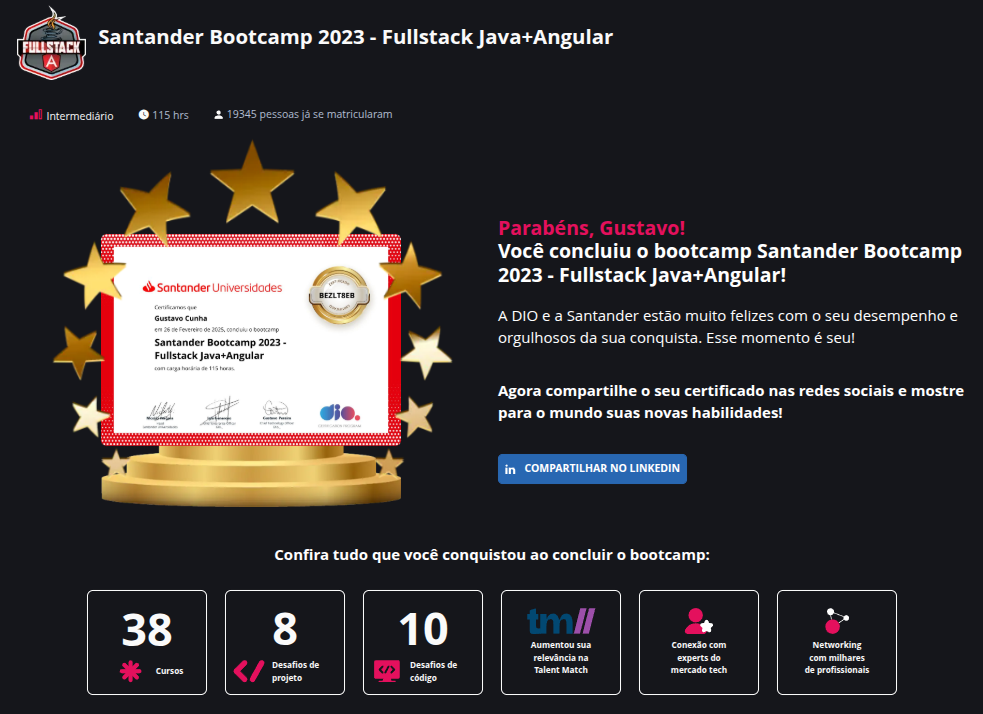 FULLSTACK
Santander Bootcamp 2023 - Fullstack Java+Angular
Intermediário
115 hrs
19345 pessoas já se matricularam
Santander Universidades
BEZLT8EB
Certificamos que
Gustavo Cunha
em 26 de Fevereiro de 2025, concluiu o bootcamp
Santander Bootcamp 2023 -
Fullstack Java+Angular
com carga horária de 115 horas.
dio.
Parabéns, Gustavo!
Você concluiu o bootcamp Santander Bootcamp
2023 - Fullstack Java+Angular!
A DIO e a Santander estão muito felizes com o seu desempenho e
orgulhosos da sua conquista. Esse momento é seu!
Agora compartilhe o seu certificado nas redes sociais e mostre
para o mundo suas novas habilidades!
in COMPARTILHAR NO LINKEDIN
Confira tudo que você conquistou ao concluir o bootcamp:
38
Cursos
8
Desafios de
projeto
10
Desafios de
código
tm//
Aumentou sua
relevância na
Talent Match
Conexão com
experts do
mercado tech
Networking
com milhares
de profissionais